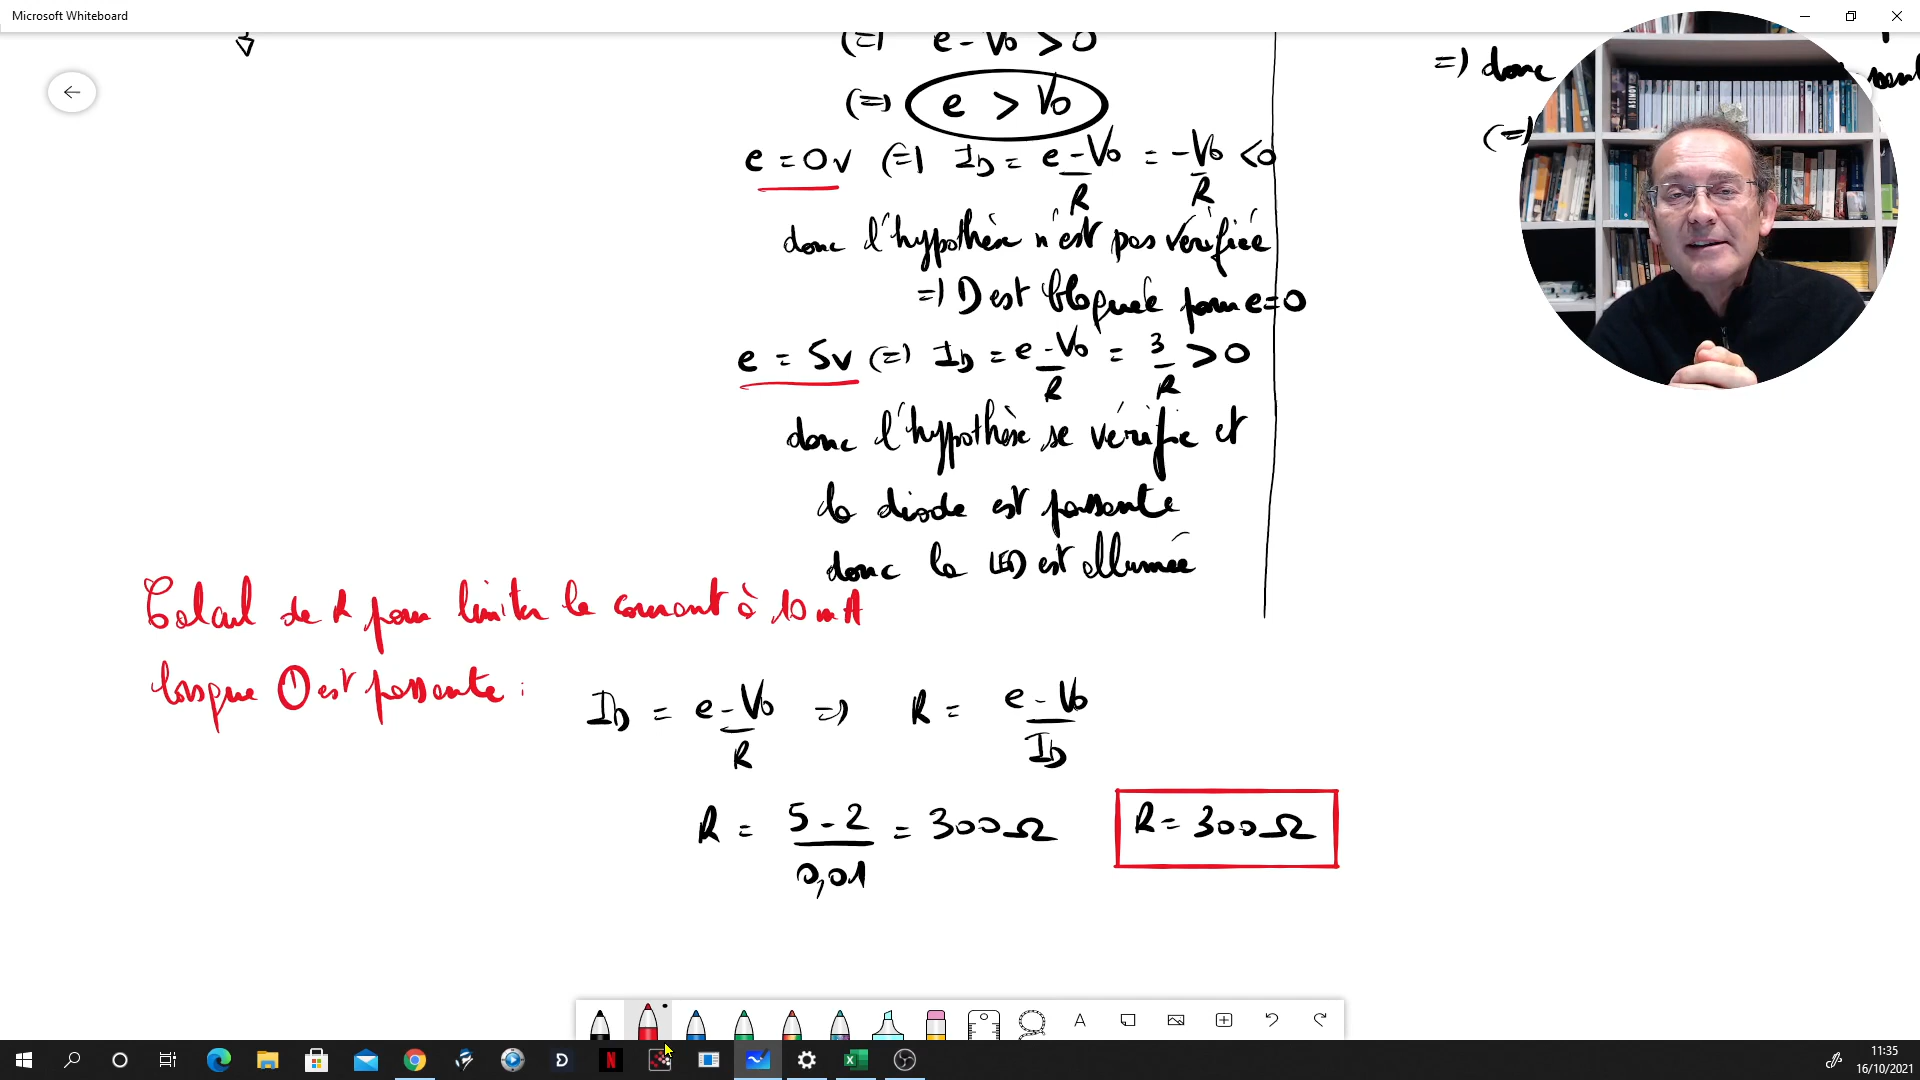 Microsoft Whiteboard
(=) e - V0 > 0
(=) e > V0
e = 0v (=) ID = e - V0 / R = -V0 / R < 0
donc l'hypothèse n'est pas vérifiée
=) D est bloquée pour e = 0
e = 5v (=) ID = e - V0 / R = 3 / R > 0
donc l'hypothèse se vérifie et
la diode est passante
donc la LED est allumée
=) donc
(=)
Calcul de R pour limiter le courant à 10 mA
lorsque D est passante :
ID = e - V0 / R =) R = e - V0 / ID
R = 5 - 2 / 0,01 = 300 Ω
R = 300 Ω
ASIMOV
11:35
16/10/2021